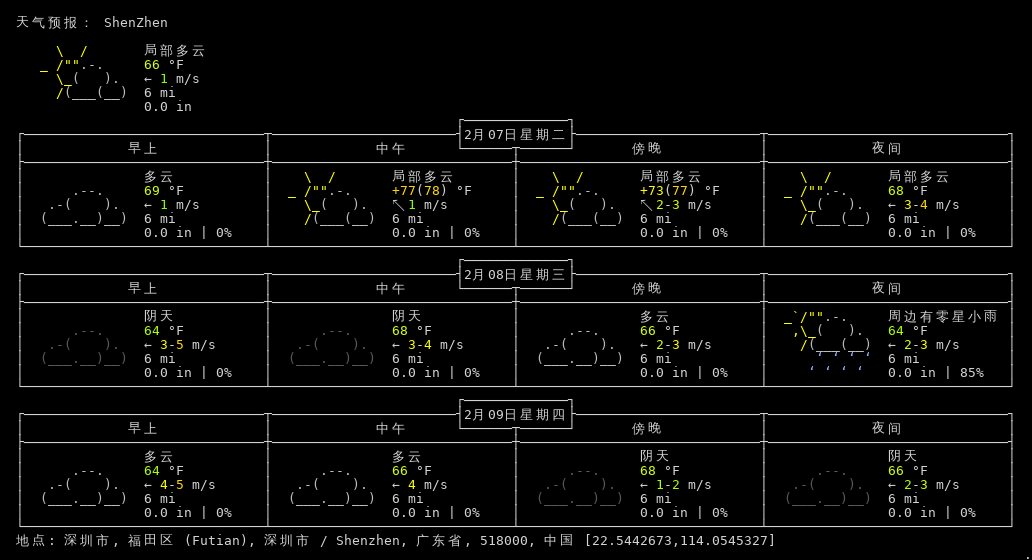 天气预报： ShenZhen
局部多云
66 °F
← 1 m/s
6 mi
0.0 in
2月07日星期二
早上 中午 傍晚 夜间
多云 局部多云 局部多云 局部多云
69 °F +77(78) °F +73(77) °F 68 °F
← 1 m/s ↖ 1 m/s ↖ 2-3 m/s ← 3-4 m/s
6 mi 6 mi 6 mi 6 mi
0.0 in | 0% 0.0 in | 0% 0.0 in | 0% 0.0 in | 0%
2月08日星期三
早上 中午 傍晚 夜间
阴天 阴天 多云 周边有零星小雨
64 °F 68 °F 66 °F 64 °F
← 3-5 m/s ← 3-4 m/s ← 2-3 m/s ← 2-3 m/s
6 mi 6 mi 6 mi 6 mi
0.0 in | 0% 0.0 in | 0% 0.0 in | 0% 0.0 in | 85%
2月09日星期四
早上 中午 傍晚 夜间
多云 多云 阴天 阴天
64 °F 66 °F 68 °F 66 °F
← 4-5 m/s ← 4 m/s ← 1-2 m/s ← 2-3 m/s
6 mi 6 mi 6 mi 6 mi
0.0 in | 0% 0.0 in | 0% 0.0 in | 0% 0.0 in | 0%
地点: 深圳市, 福田区 (Futian), 深圳市 / Shenzhen, 广东省, 518000, 中国 [22.5442673,114.0545327]